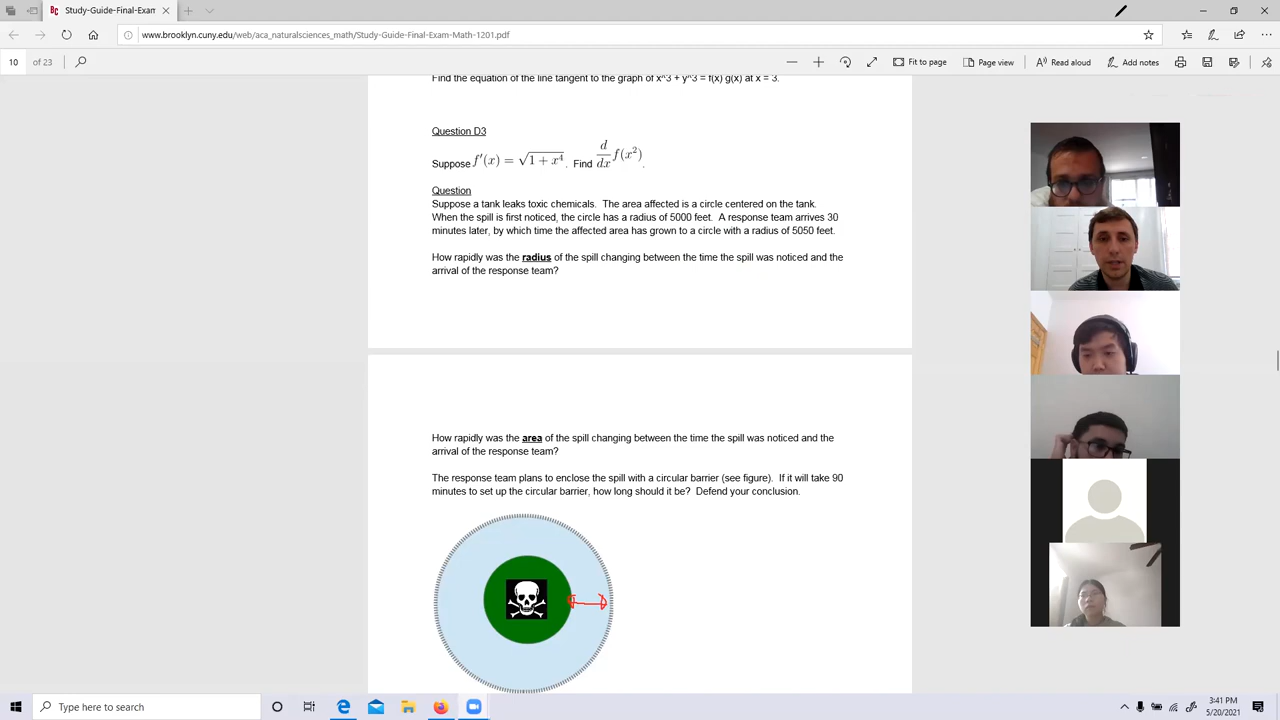 Study-Guide-Final-Exam
www.brooklyn.cuny.edu/web/aca_naturalsciences_math/Study-Guide-Final-Exam-Math-1201.pdf
10 of 23
Fit to page
Page view
Read aloud
Add notes
Find the equation of the line tangent to the graph of x^3 + y^3 = f(x) g(x) at x = 3.
Question D3
Suppose f′(x) = √(1 + x⁴). Find d/dx f(x²).
Question
Suppose a tank leaks toxic chemicals. The area affected is a circle centered on the tank.
When the spill is first noticed, the circle has a radius of 5000 feet. A response team arrives 30
minutes later, by which time the affected area has grown to a circle with a radius of 5050 feet.
How rapidly was the radius of the spill changing between the time the spill was noticed and the
arrival of the response team?
How rapidly was the area of the spill changing between the time the spill was noticed and the
arrival of the response team?
The response team plans to enclose the spill with a circular barrier (see figure). If it will take 90
minutes to set up the circular barrier, how long should it be? Defend your conclusion.
Type here to search
3:41 PM
5/20/2021